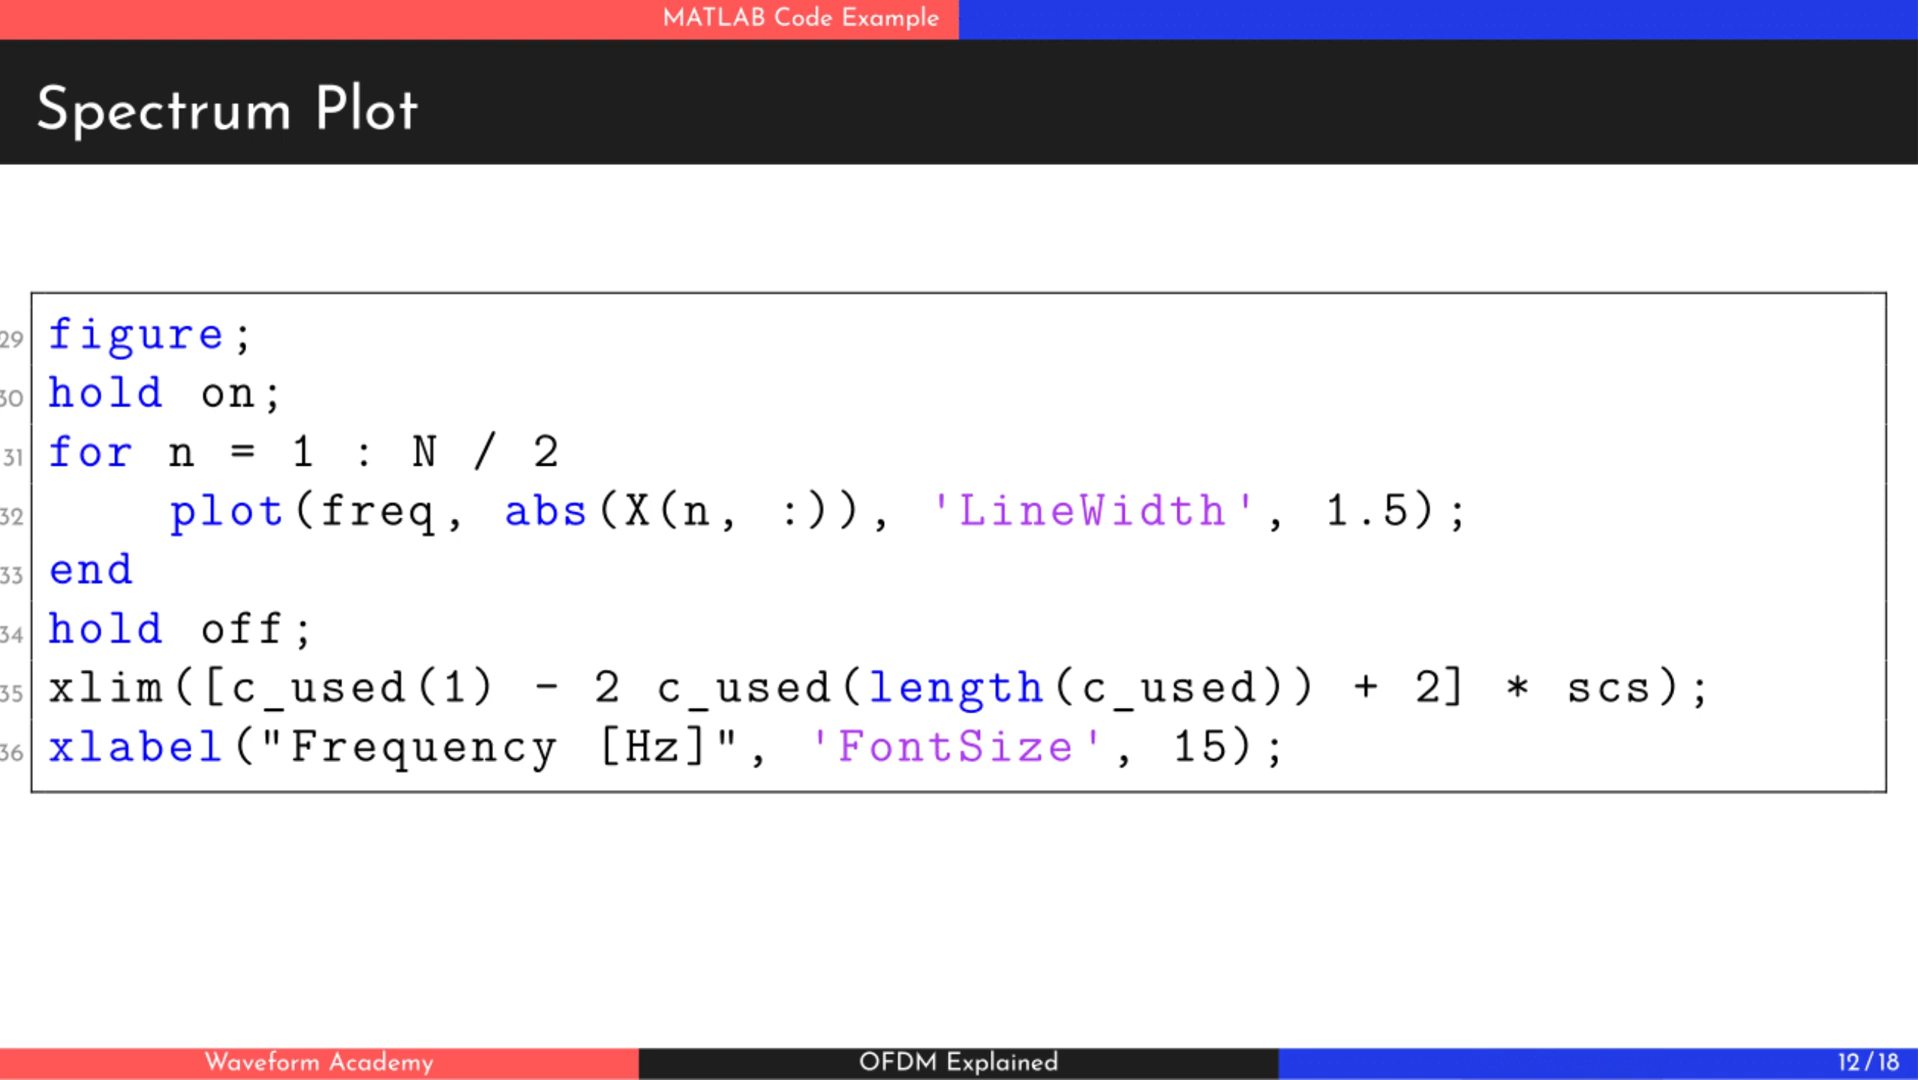 MATLAB Code Example
Spectrum Plot
29 figure;
30 hold on;
31 for n = 1 : N / 2
32 plot(freq, abs(X(n, :)), 'LineWidth', 1.5);
33 end
34 hold off;
35 xlim([c_used(1) - 2 c_used(length(c_used)) + 2] * scs);
36 xlabel("Frequency [Hz]", 'FontSize', 15);
Waveform Academy
OFDM Explained
12/18